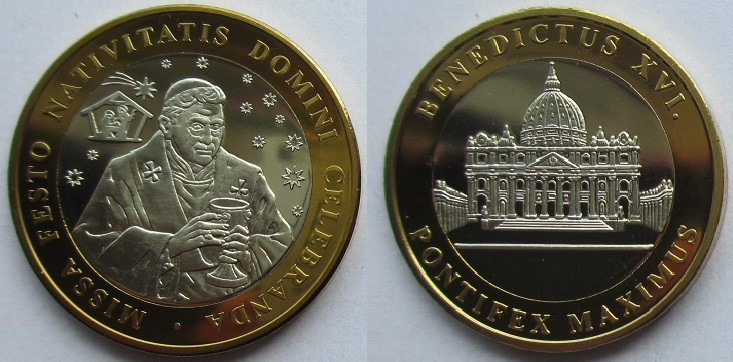 MISSA FESTO NATIVITATIS DOMINI CELEBRANDA •
BENEDICTUS XVI.
PONTIFEX MAXIMUS